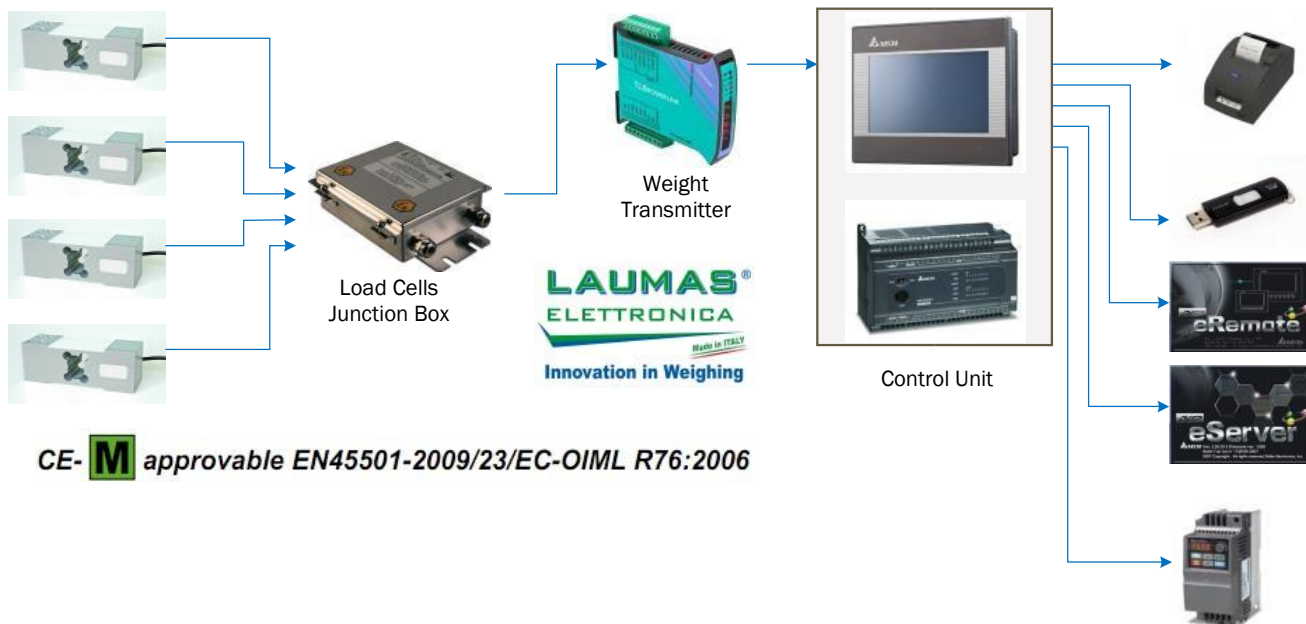 Weight
Transmitter
Load Cells
Junction Box
LAUMAS®
ELETTRONICA
Made in ITALY
Innovation in Weighing
Control Unit
eRemote
eServer
CE-M approvable EN45501-2009/23/EC-OIML R76:2006